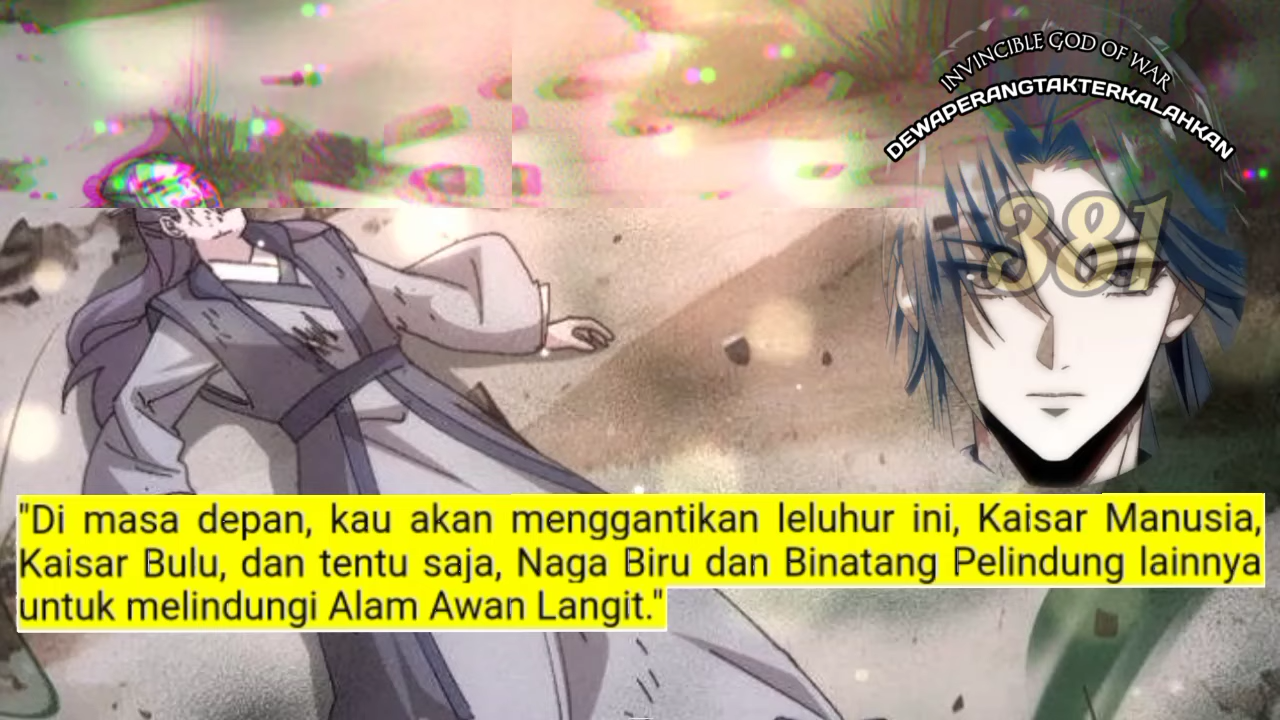 INVINCIBLE GOD OF WAR
DEWAPERANGTAKTERKALAHKAN
381
"Di masa depan, kau akan menggantikan leluhur ini, Kaisar Manusia,
Kaisar Bulu, dan tentu saja, Naga Biru dan Binatang Pelindung lainnya
untuk melindungi Alam Awan Langit."